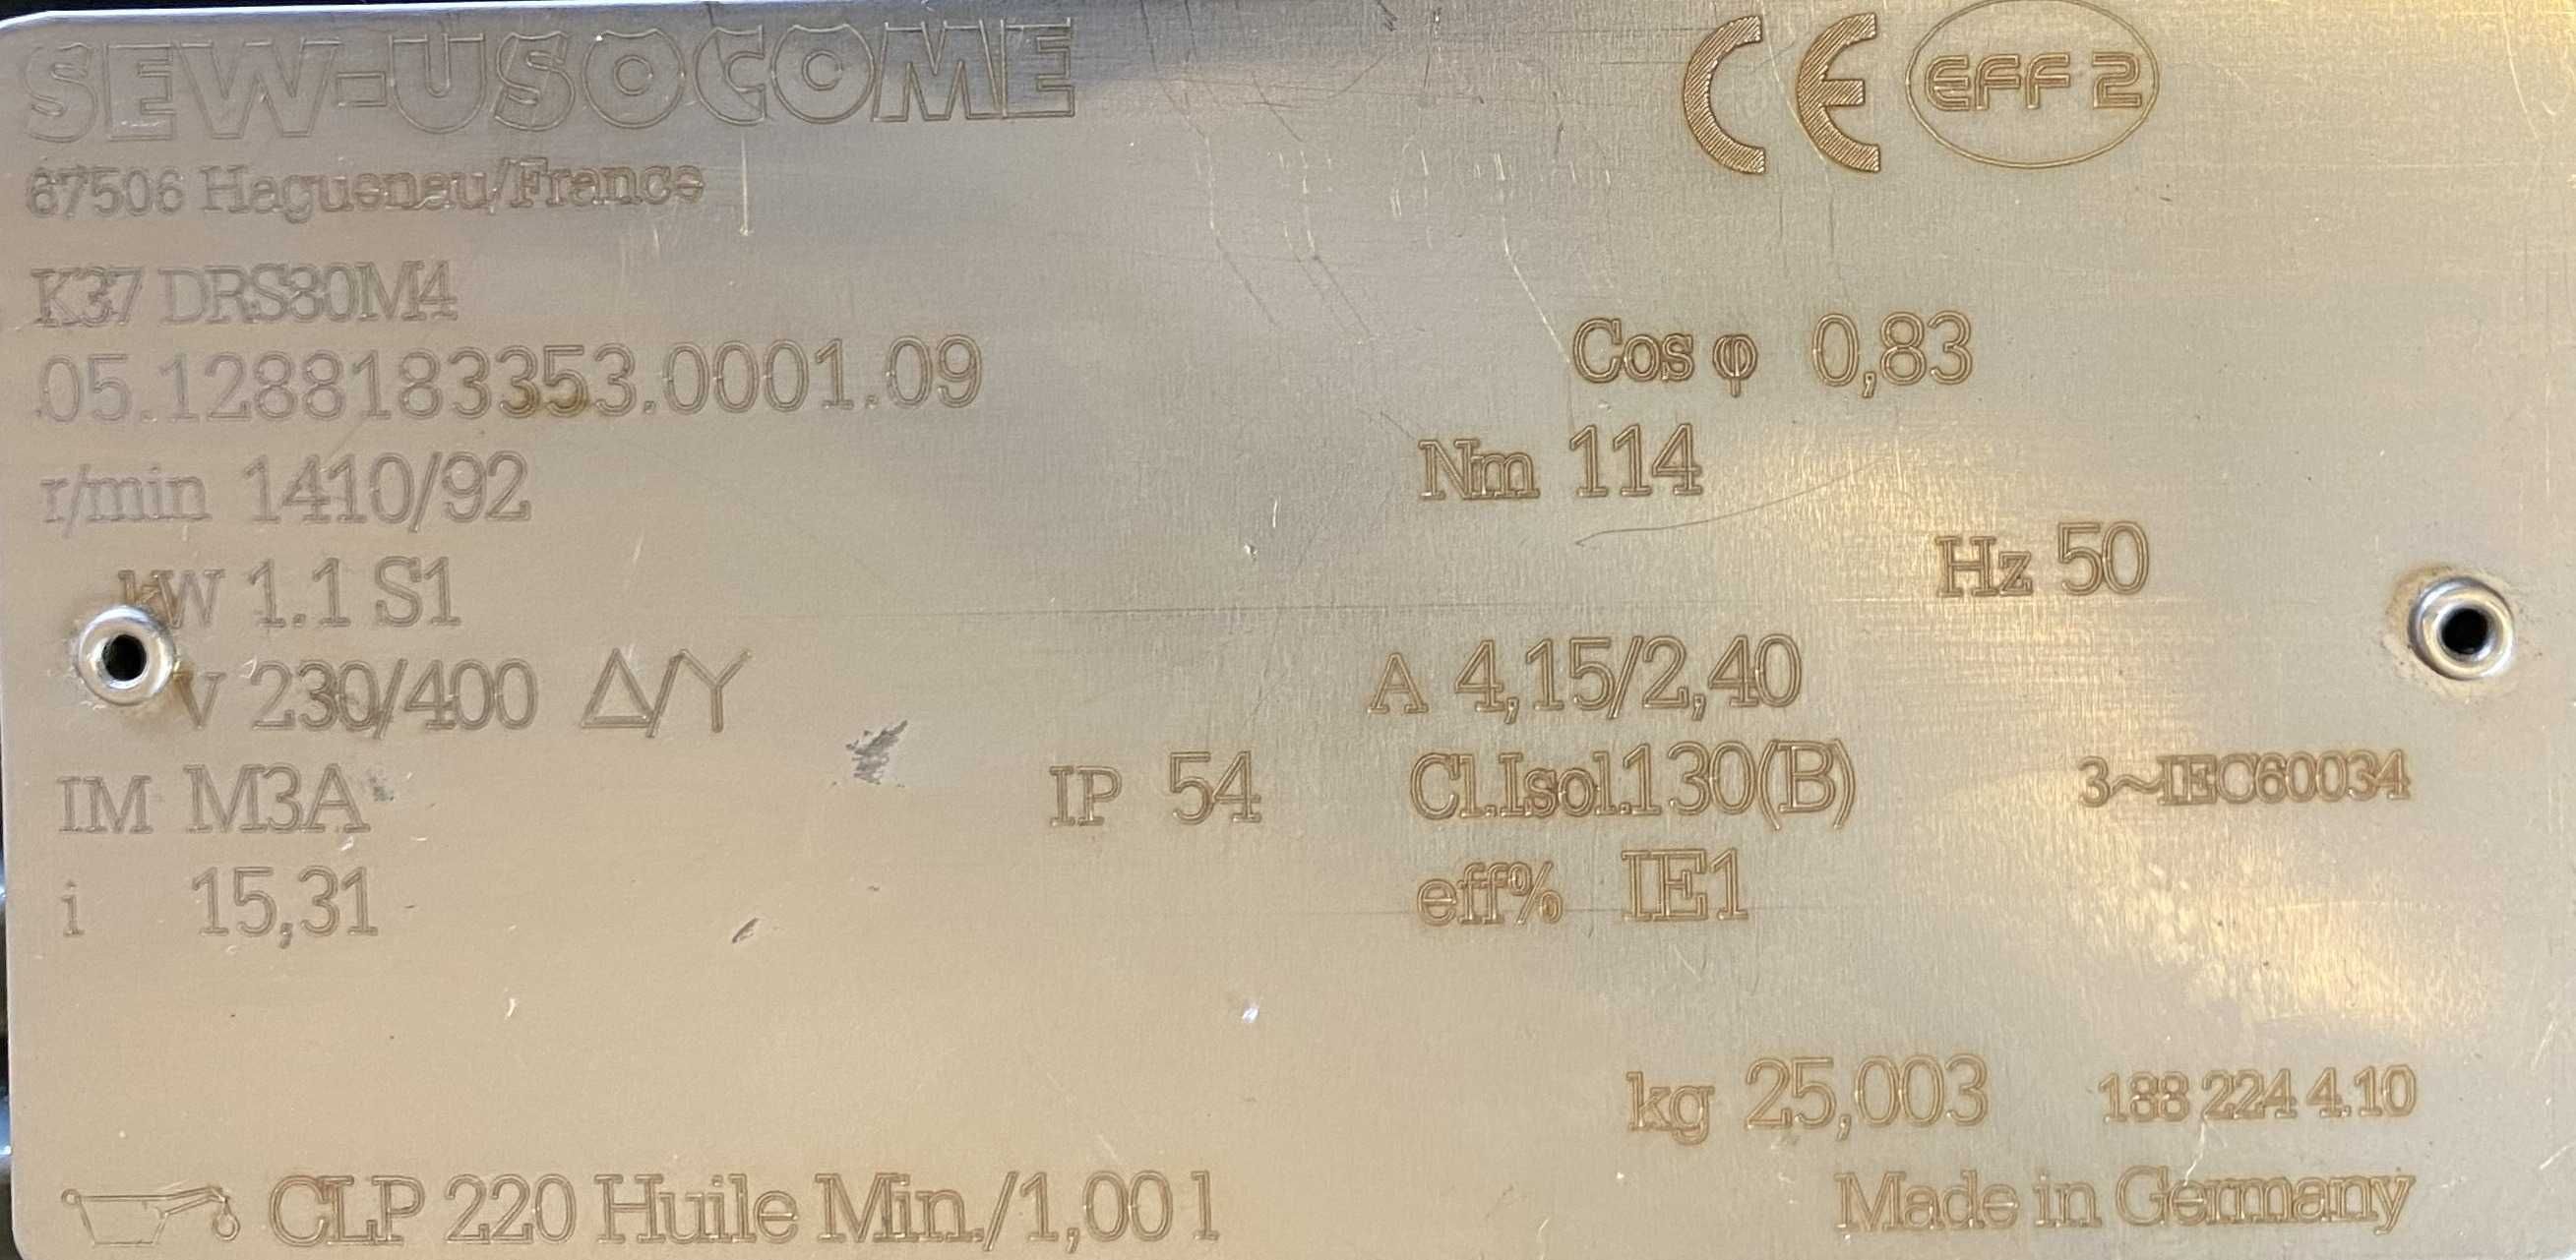 SEW-USOCOME
CE EFF 2
67506 Haguenau/France
K37 DRS80M4
Cos φ 0,83
05.1288183353.0001.09
r/min 1410/92
Nm 114
Hz 50
kW 1.1 S1
V 230/400 Δ/Y
A 4,15/2,40
IM M3A
IP 54
Cl.Isol.130(B)
3~IEC60034
i 15,31
eff% IE1
kg 25,003
188 224 4.10
CLP 220 Huile Min./1,00 l
Made in Germany